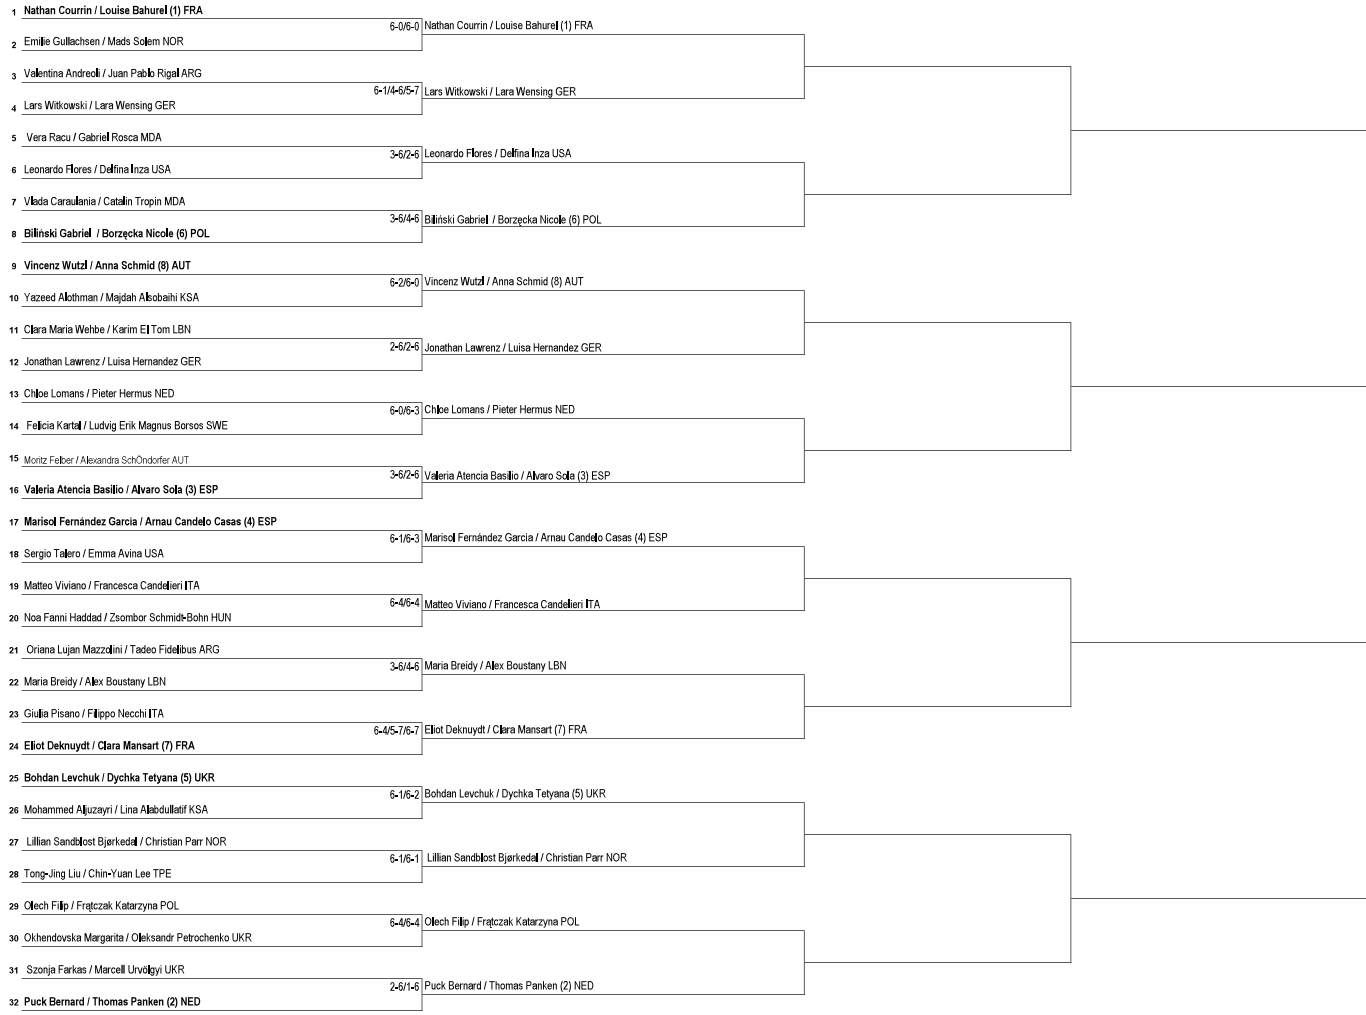 1 Nathan Courrin / Louise Bahurel (1) FRA
6-0/6-0 Nathan Courrin / Louise Bahurel (1) FRA
2 Emilie Gullachsen / Mads Solem NOR
3 Valentina Andreoli / Juan Pablo Rigal ARG
6-1/4-6/5-7 Lars Witkowski / Lara Wensing GER
4 Lars Witkowski / Lara Wensing GER
5 Vera Racu / Gabriel Rosca MDA
3-6/2-6 Leonardo Flores / Delfina Inza USA
6 Leonardo Flores / Delfina Inza USA
7 Vlada Caraulania / Catalin Tropin MDA
3-6/4-6 Biliński Gabriel / Borzęcka Nicole (6) POL
8 Biliński Gabriel / Borzęcka Nicole (6) POL
9 Vincenz Wutzl / Anna Schmid (8) AUT
6-2/6-0 Vincenz Wutzl / Anna Schmid (8) AUT
10 Yazeed Alothman / Majdah Alsobaihi KSA
11 Clara Maria Wehbe / Karim El Tom LBN
2-6/2-6 Jonathan Lawrenz / Luisa Hernandez GER
12 Jonathan Lawrenz / Luisa Hernandez GER
13 Chloe Lomans / Pieter Hermus NED
6-0/6-3 Chloe Lomans / Pieter Hermus NED
14 Felicia Kartal / Ludvig Erik Magnus Borsos SWE
15 Moritz Felber / Alexandra SchÖndorfer AUT
3-6/2-6 Valeria Atencia Basilio / Alvaro Sola (3) ESP
16 Valeria Atencia Basilio / Alvaro Sola (3) ESP
17 Marisol Fernández García / Arnau Candelo Casas (4) ESP
6-1/6-3 Marisol Fernández García / Arnau Candelo Casas (4) ESP
18 Sergio Talero / Emma Avina USA
19 Matteo Viviano / Francesca Candelieri ITA
6-4/6-4 Matteo Viviano / Francesca Candelieri ITA
20 Noa Fanni Haddad / Zsombor Schmidt-Bohn HUN
21 Oriana Lujan Mazzolini / Tadeo Fidelibus ARG
3-6/4-6 Maria Breidy / Alex Boustany LBN
22 Maria Breidy / Alex Boustany LBN
23 Giulia Pisano / Filippo Necchi ITA
6-4/5-7/6-7 Eliot Deknuydt / Clara Mansart (7) FRA
24 Eliot Deknuydt / Clara Mansart (7) FRA
25 Bohdan Levchuk / Dychka Tetyana (5) UKR
6-1/6-2 Bohdan Levchuk / Dychka Tetyana (5) UKR
26 Mohammed Aljuzayri / Lina Alabdullatif KSA
27 Lillian Sandblost Bjørkedal / Christian Parr NOR
6-1/6-1 Lillian Sandblost Bjørkedal / Christian Parr NOR
28 Tong-Jing Liu / Chin-Yuan Lee TPE
29 Olech Filip / Frątczak Katarzyna POL
6-4/6-4 Olech Filip / Frątczak Katarzyna POL
30 Okhendovska Margarita / Oleksandr Petrochenko UKR
31 Szonja Farkas / Marcell Urvölgyi UKR
2-6/1-6 Puck Bernard / Thomas Panken (2) NED
32 Puck Bernard / Thomas Panken (2) NED